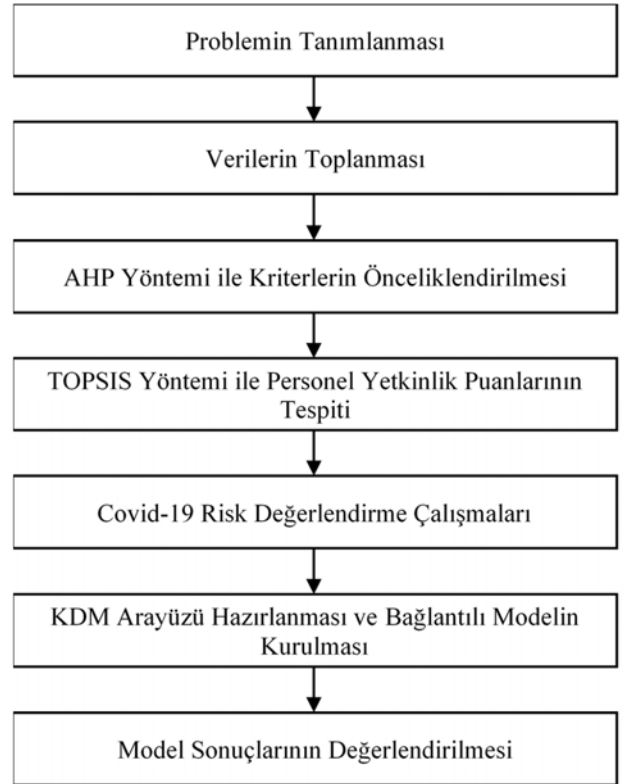 Problemin Tanımlanması
Verilerin Toplanması
AHP Yöntemi ile Kriterlerin Önceliklendirilmesi
TOPSIS Yöntemi ile Personel Yetkinlik Puanlarının
Tespiti
Covid-19 Risk Değerlendirme Çalışmaları
KDM Arayüzü Hazırlanması ve Bağlantılı Modelin
Kurulması
Model Sonuçlarının Değerlendirilmesi